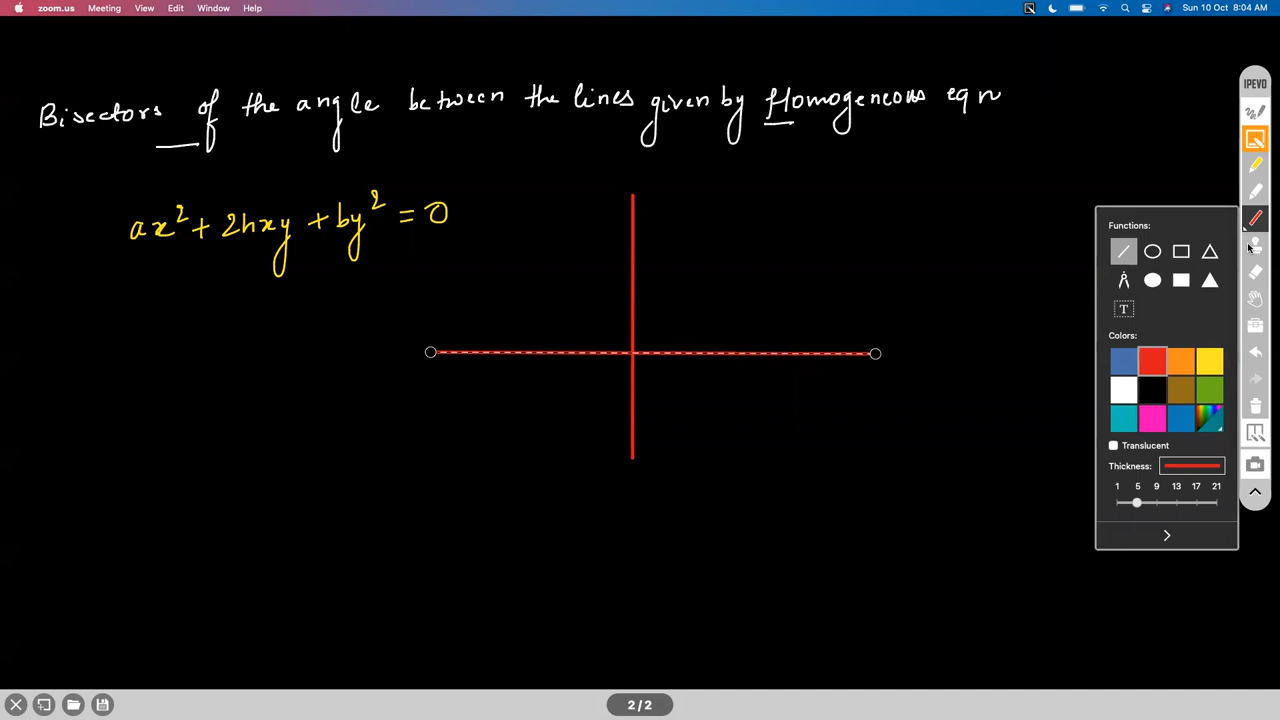 zoom.us Meeting View Edit Window Help Sun 10 Oct 8:04 AM
Bisectors of the angle between the lines given by Homogeneous eqn
ax² + 2hxy + by² = 0
IPEVO
Functions:
T
Colors:
Translucent
Thickness:
1 5 9 13 17 21
2 / 2